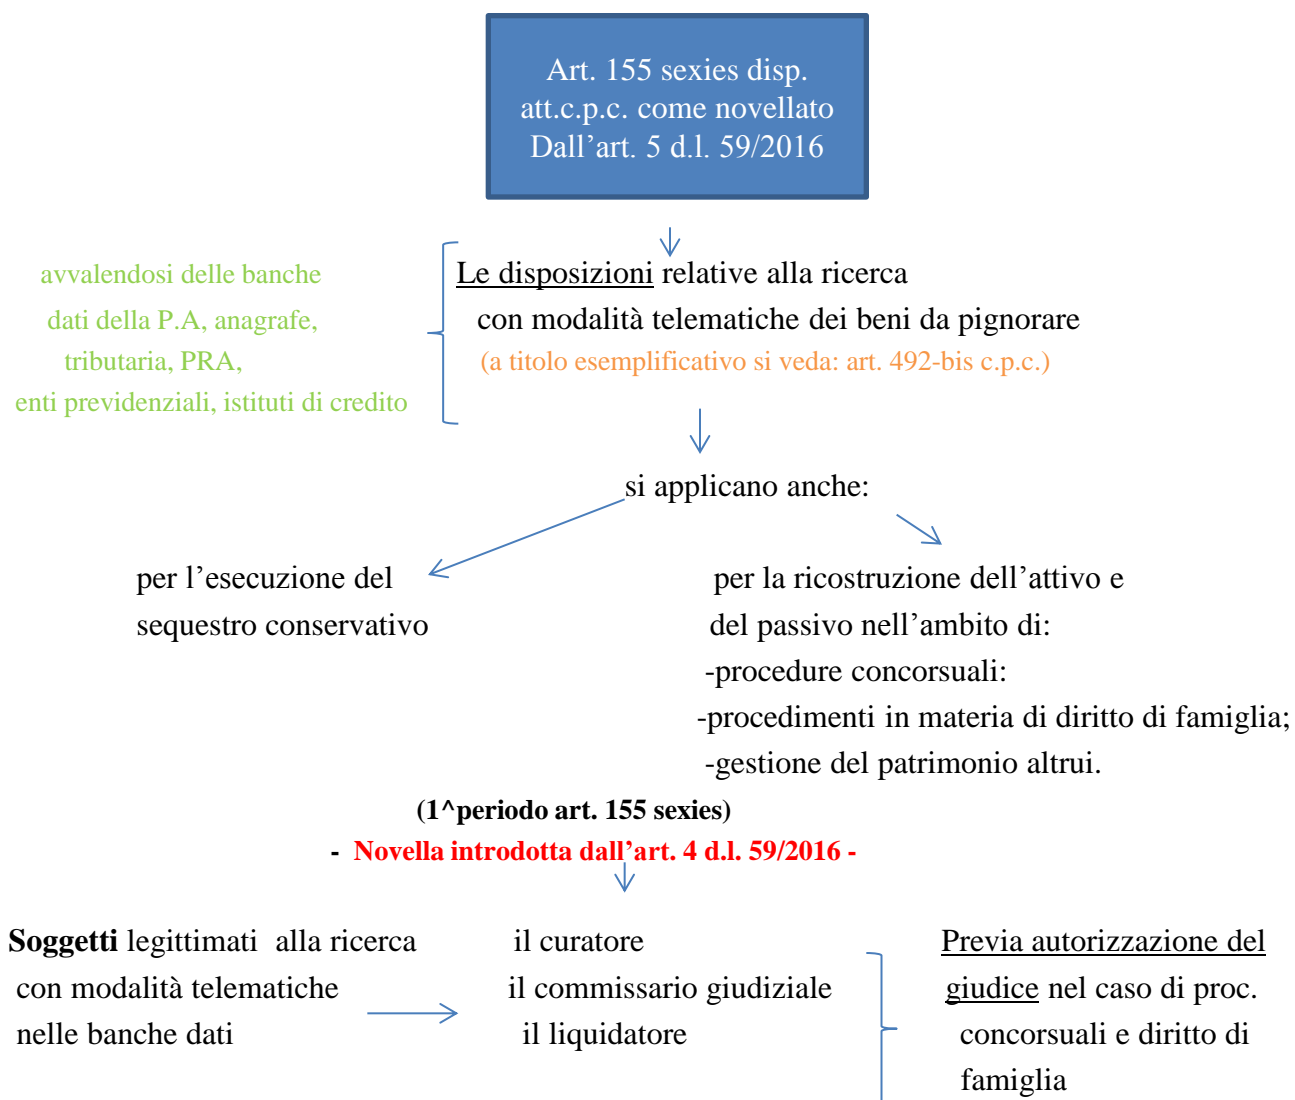 Art. 155 sexies disp.
att.c.p.c. come novellato
Dall’art. 5 d.l. 59/2016
avvalendosi delle banche
dati della P.A, anagrafe,
tributaria, PRA,
enti previdenziali, istituti di credito
Le disposizioni relative alla ricerca
con modalità telematiche dei beni da pignorare
(a titolo esemplificativo si veda: art. 492-bis c.p.c.)
si applicano anche:
per l’esecuzione del
sequestro conservativo
per la ricostruzione dell’attivo e
del passivo nell’ambito di:
-procedure concorsuali:
-procedimenti in materia di diritto di famiglia;
-gestione del patrimonio altrui.
(1^periodo art. 155 sexies)
- Novella introdotta dall’art. 4 d.l. 59/2016 -
Soggetti legittimati alla ricerca
con modalità telematiche
nelle banche dati
il curatore
il commissario giudiziale
il liquidatore
Previa autorizzazione del
giudice nel caso di proc.
concorsuali e diritto di
famiglia